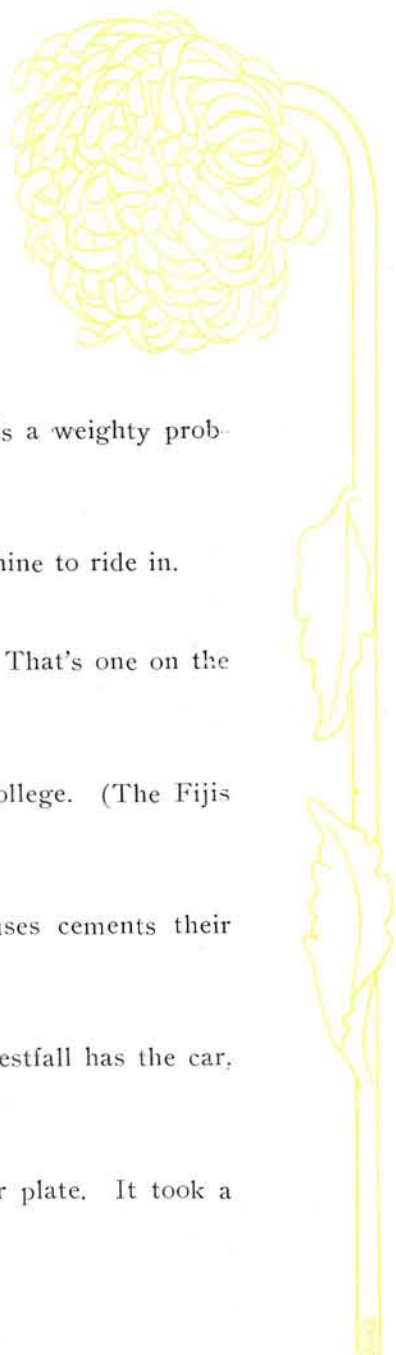 s a weighty prob-
nine to ride in.
That's one on the
ollege. (The Fijis
ises cements their
estfall has the car,
r plate. It took a